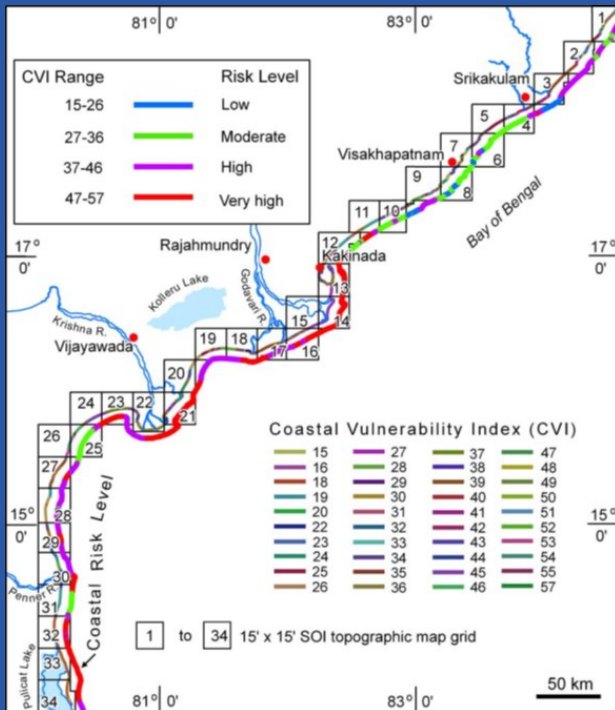 81° 0'
83° 0'
CVI Range Risk Level
15-26 Low
27-36 Moderate
37-46 High
47-57 Very high
1
2
Srikakulam
3
5
4
7
Visakhapatnam
6
9
8
11
10
Bay of Bengal
12
Rajahmundry
Kakinada
17° 0'
17° 0'
Kolleru Lake
Godavari R.
13
15
14
Krishna R.
Vijayawada
19
18
17
16
20
24
23
22
21
26
25
27
28
29
30
Penner R.
31
32
33
34
Pulicat Lake
15° 0'
15° 0'
Coastal Risk Level
Coastal Vulnerability Index (CVI)
15 27 37 47
16 28 38 48
18 29 39 49
19 30 40 50
20 31 41 51
22 32 42 52
23 33 43 53
24 34 44 54
25 35 45 55
26 36 46 57
1 to 34 15' x 15' SOI topographic map grid
81° 0'
83° 0'
50 km